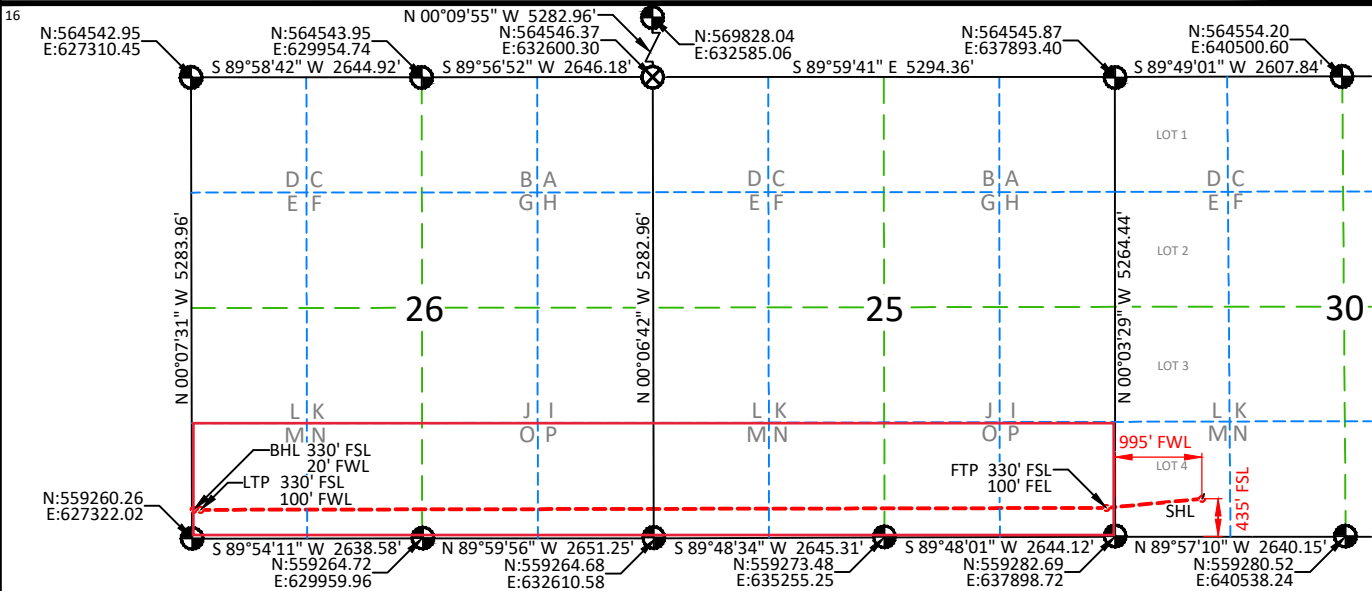 16
N 00°09'55" W 5282.96'
N:564542.95
E:627310.45
N:564543.95
E:629954.74
N:564546.37
E:632600.30
N:569828.04
E:632585.06
N:564545.87
E:637893.40
N:564554.20
E:640500.60
S 89°58'42" W 2644.92'
S 89°56'52" W 2646.18'
S 89°59'41" E 5294.36'
S 89°49'01" W 2607.84'
LOT 1
D C
E F
B A
G H
D C
E F
B A
G H
D C
E F
N 00°07'31" W 5283.96'
N 00°06'42" W 5282.96'
N 00°03'29" W 5264.44'
LOT 2
26
25
30
LOT 3
L K
M N
J I
O P
L K
M N
J I
O P
L K
M N
BHL 330' FSL
20' FWL
LTP 330' FSL
100' FWL
FTP 330' FSL
100' FEL
995' FWL
LOT 4
SHL
435' FSL
N:559260.26
E:627322.02
S 89°54'11" W 2638.58'
N 89°59'56" W 2651.25'
S 89°48'34" W 2645.31'
S 89°48'01" W 2644.12'
N 89°57'10" W 2640.15'
N:559264.72
E:629959.96
N:559264.68
E:632610.58
N:559273.48
E:635255.25
N:559282.69
E:637898.72
N:559280.52
E:640538.24